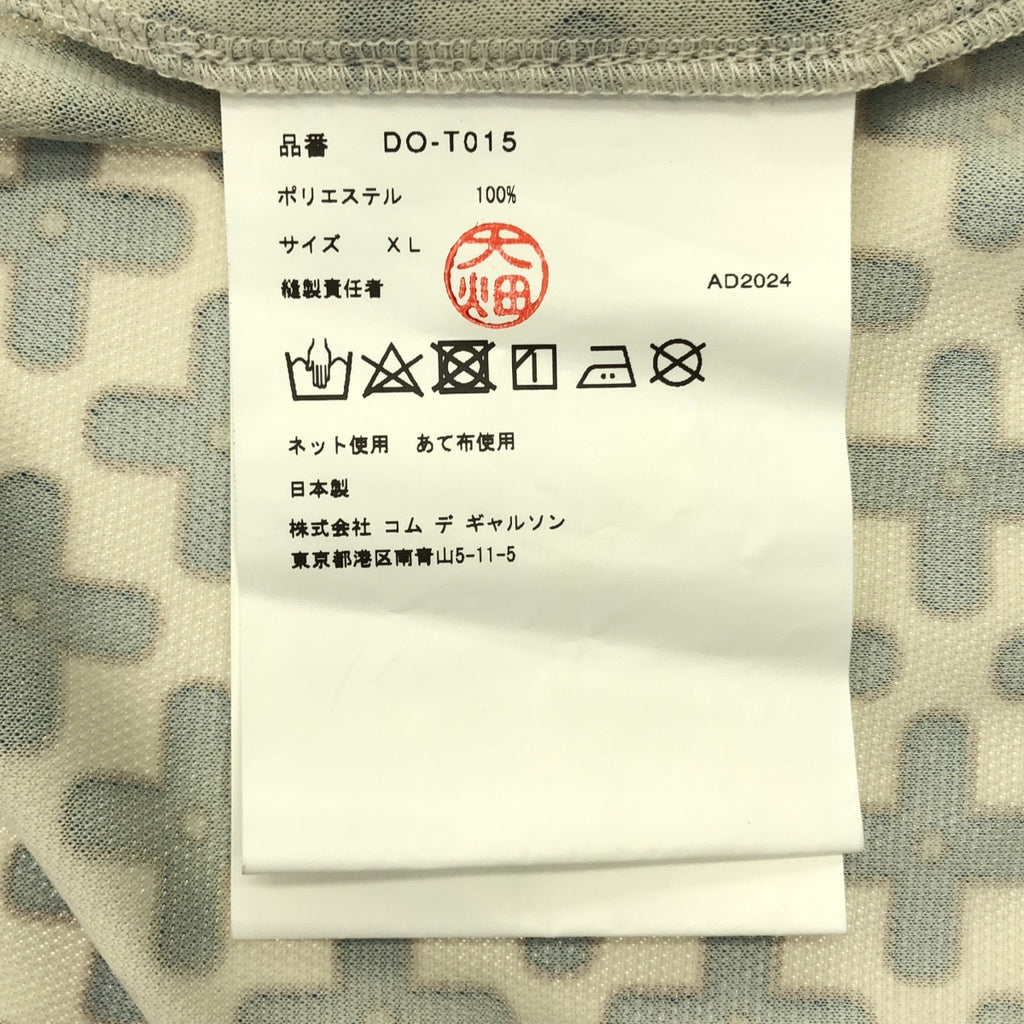 品番 DO-T015
ポリエステル 100%
サイズ XL
大畑
縫製責任者 AD2024
ネット使用 あて布使用
日本製
株式会社 コム デ ギャルソン
東京都港区南青山5-11-5